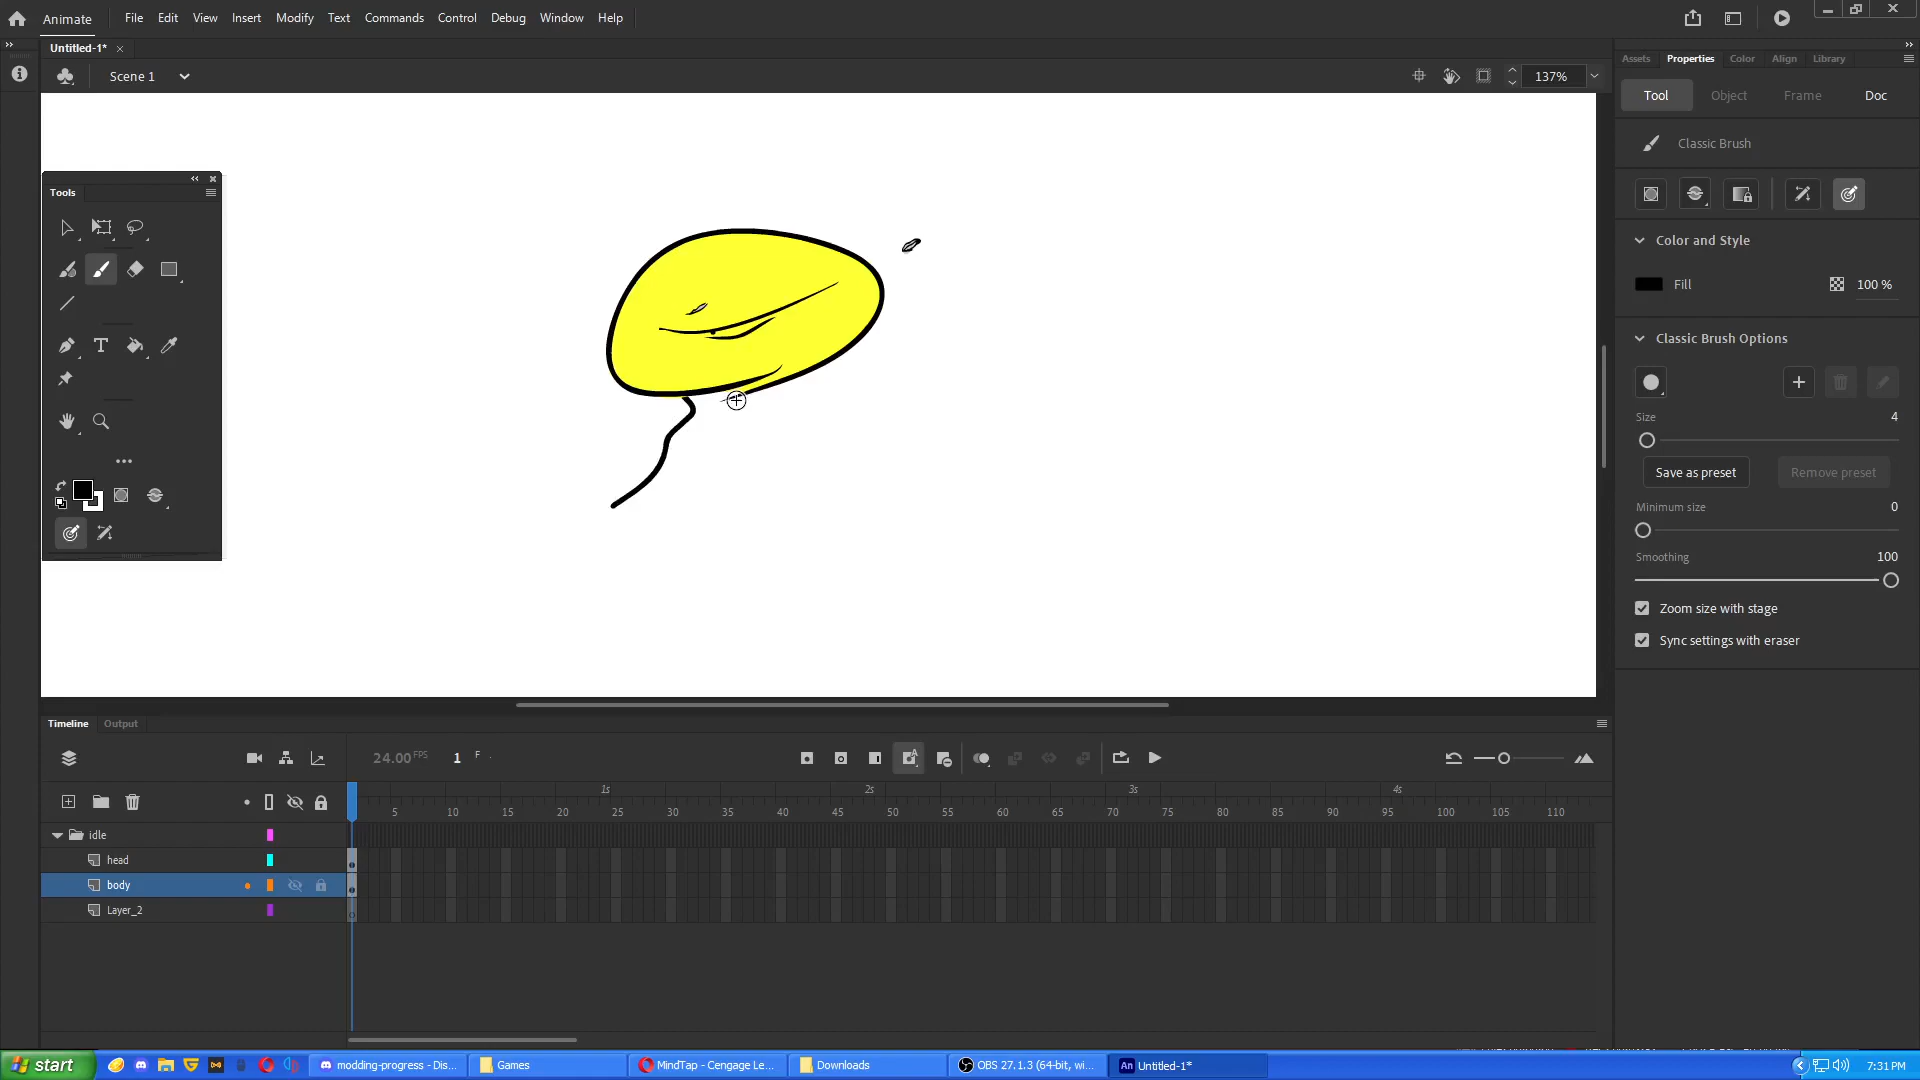 Animate
File Edit View Insert Modify Text Commands Control Debug Window Help
Untitled-1*
Scene 1
137%
Assets Properties Color Align Library
Tool Object Frame Doc
Classic Brush
Color and Style
Fill 100 %
Classic Brush Options
Size 4
Save as preset Remove preset
Minimum size 0
Smoothing 100
Zoom size with stage
Sync settings with eraser
Tools
Timeline Output
24.00 FPS 1 F
1s 2s 3s 4s
5 10 15 20 25 30 35 40 45 50 55 60 65 70 75 80 85 90 95 100 105 110
idle
head
body
Layer_2
start
modding-progress - Dis...
Games
MindTap - Cengage Le...
Downloads
OBS 27.1.3 (64-bit, wi...
An Untitled-1*
7:31 PM